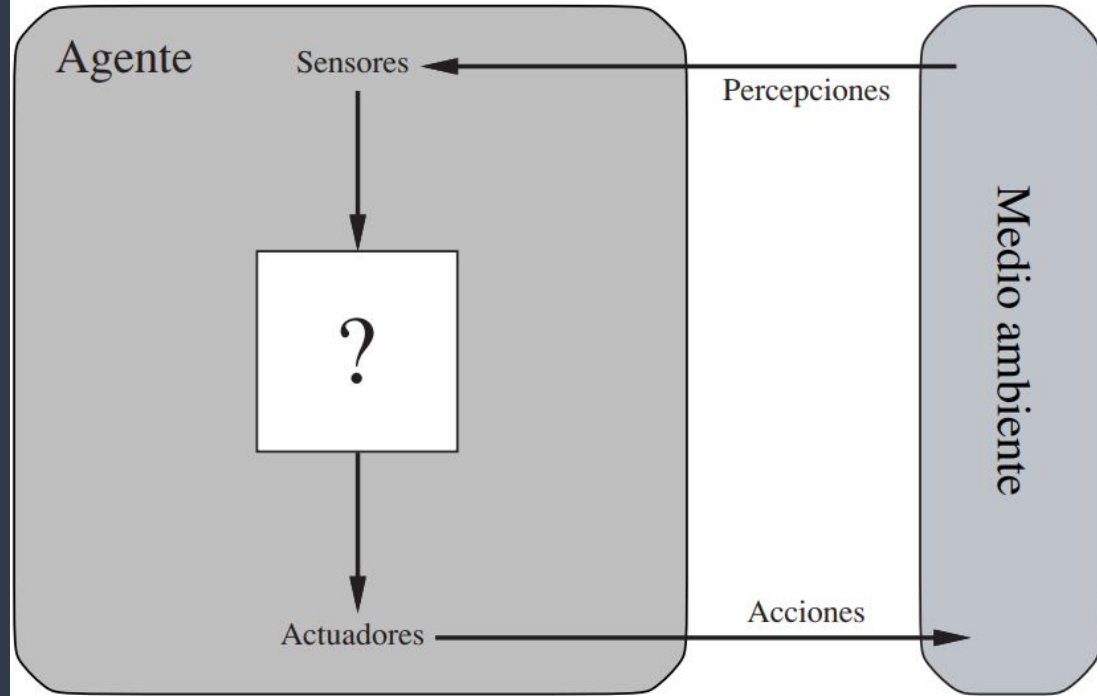 Agente
Sensores
Percepciones
Medio ambiente
?
Acciones
Actuadores